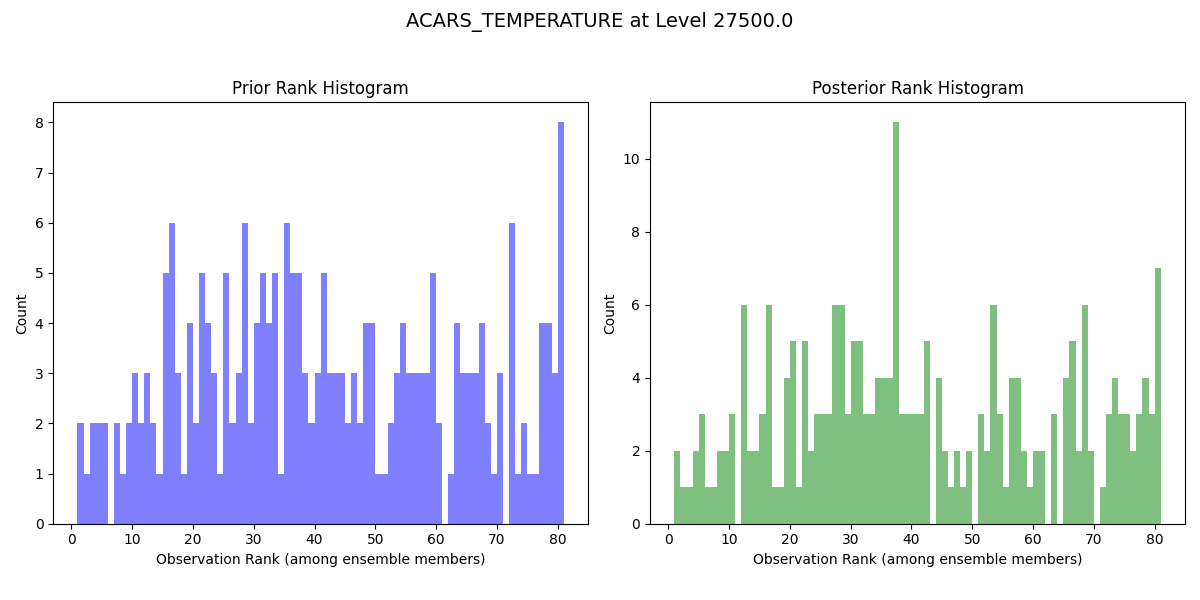 ACARS_TEMPERATURE at Level 27500.0
Prior Rank Histogram
Count
8
7
6
5
4
3
2
1
0
0 10 20 30 40 50 60 70 80
Observation Rank (among ensemble members)
Posterior Rank Histogram
Count
10
8
6
4
2
0
0 10 20 30 40 50 60 70 80
Observation Rank (among ensemble members)